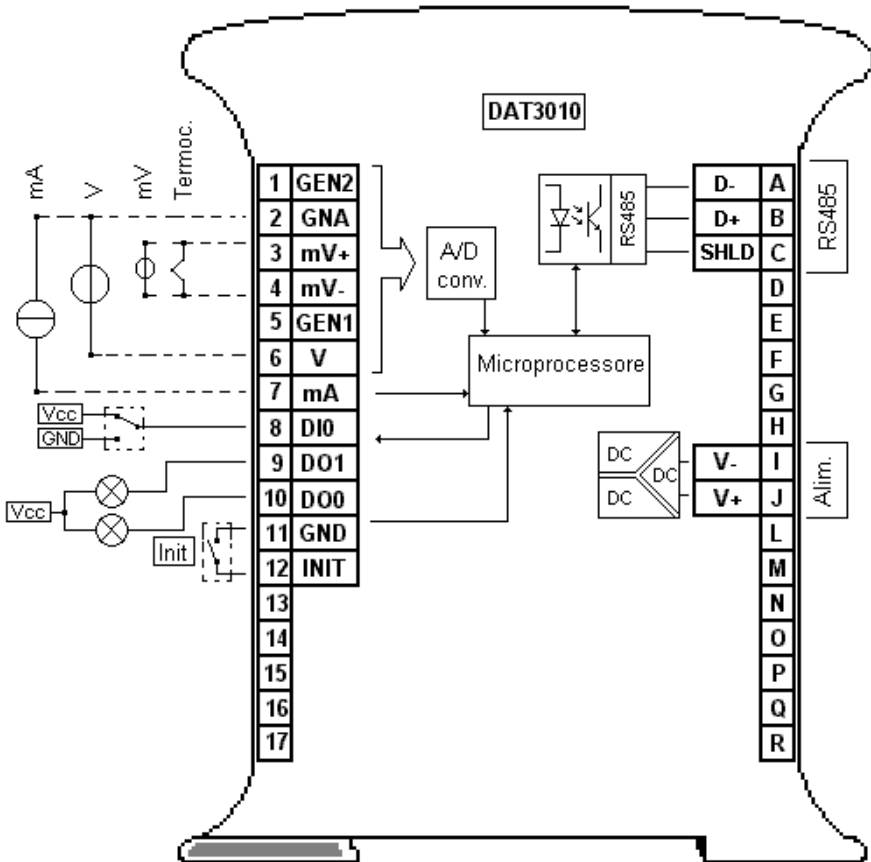 DAT3010
mA
V
mV
Termoc.
1 GEN2
2 GNA
3 mV+
4 mV-
5 GEN1
6 V
7 mA
8 DI0
9 DO1
10 DO0
11 GND
12 INIT
13
14
15
16
17
Vcc
GND
Vcc
Init
A/D
conv.
Microprocessore
RS485
D- A
D+ B
SHLD C
D
E
F
G
H
V- I
V+ J
L
M
N
O
P
Q
R
RS485
DC
DC
DC
Alim.